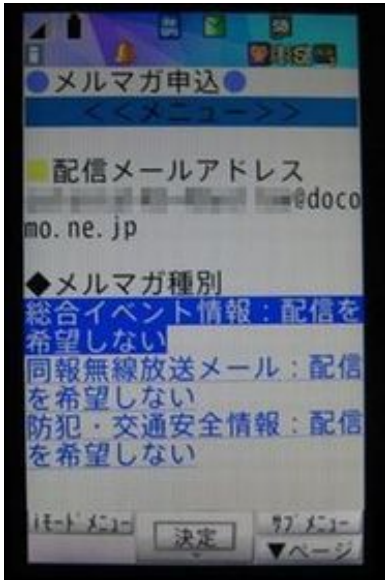 ●メルマガ申込●
＜＜メニュー＞＞
■配信メールアドレス
@doco
mo.ne.jp
◆メルマガ種別
総合イベント情報：配信を
希望しない
同報無線放送メール：配信
を希望しない
防犯・交通安全情報：配信
を希望しない
iﾓｰﾄﾞﾒﾆｭｰ 決定 ｻﾌﾞﾒﾆｭｰ
▼ページ